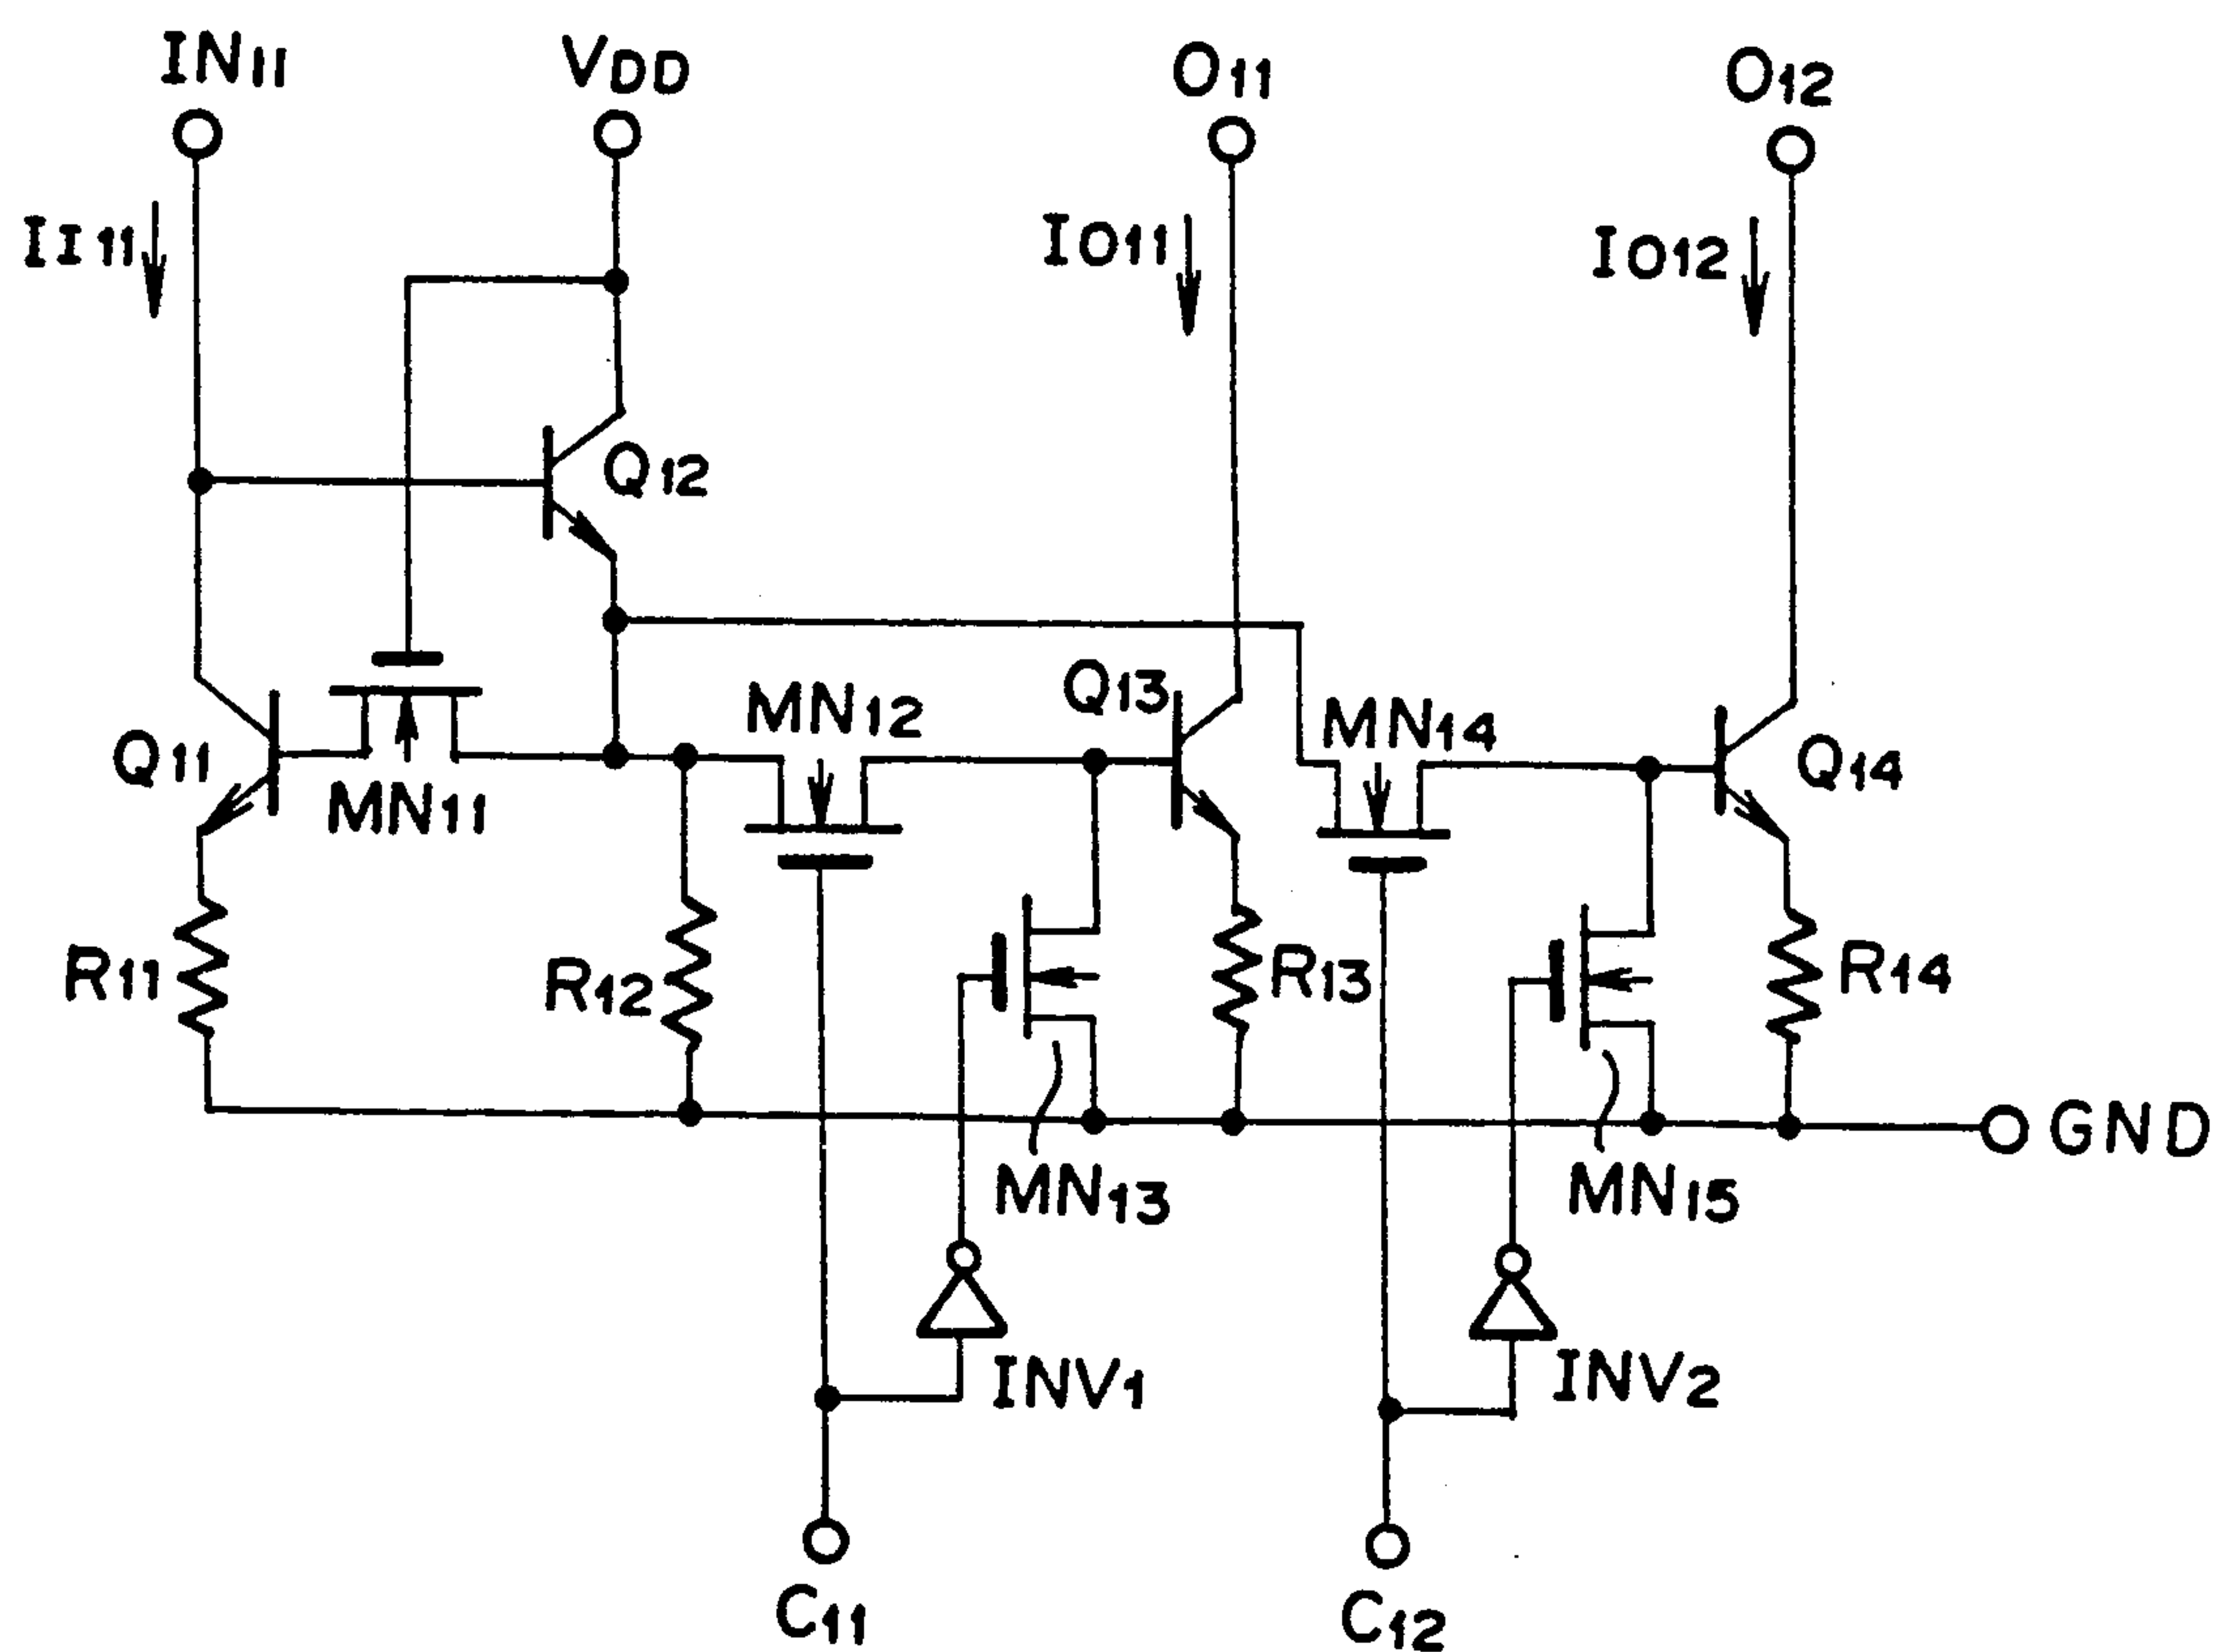 IN11
VDD
O11
O12
II11
IO11
IO12
Q12
Q13
MN12
MN14
Q11
Q14
MN11
R11
R12
R13
R14
GND
MN13
MN15
INV1
INV2
C11
C12